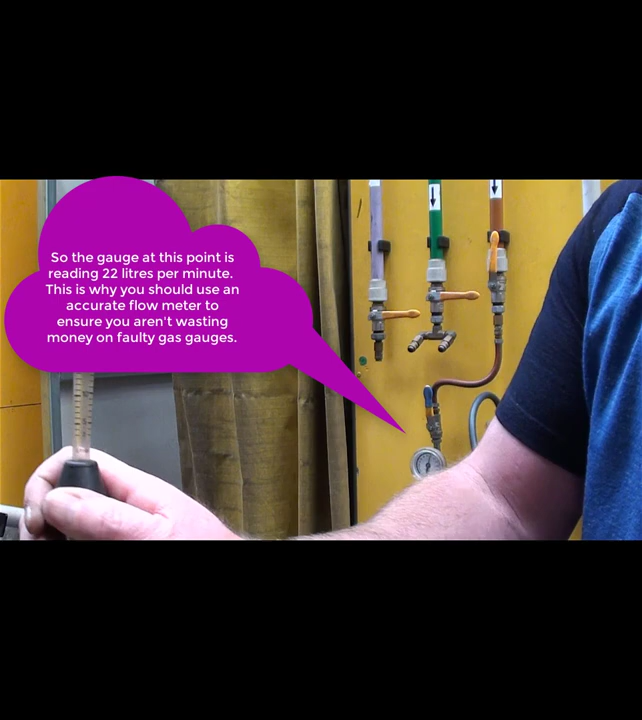 So the gauge at this point is
reading 22 litres per minute.
This is why you should use an
accurate flow meter to
ensure you aren't wasting
money on faulty gas gauges.